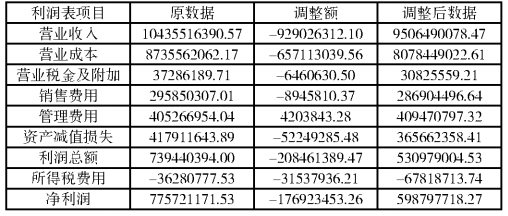 利润表项目 原数据 调整额 调整后数据
营业收入 10435516390.57 -929026312.10 9506490078.47
营业成本 8735562062.17 -657113039.56 8078449022.61
营业税金及附加 37286189.71 -6460630.50 30825559.21
销售费用 295850307.01 -8945810.37 286904496.64
管理费用 405266954.04 4203843.28 409470797.32
资产减值损失 417911643.89 -52249285.48 365662358.41
利润总额 739440394.00 -208461389.47 530979004.53
所得税费用 -36280777.53 -31537936.21 -67818713.74
净利润 775721171.53 -176923453.26 598797718.27